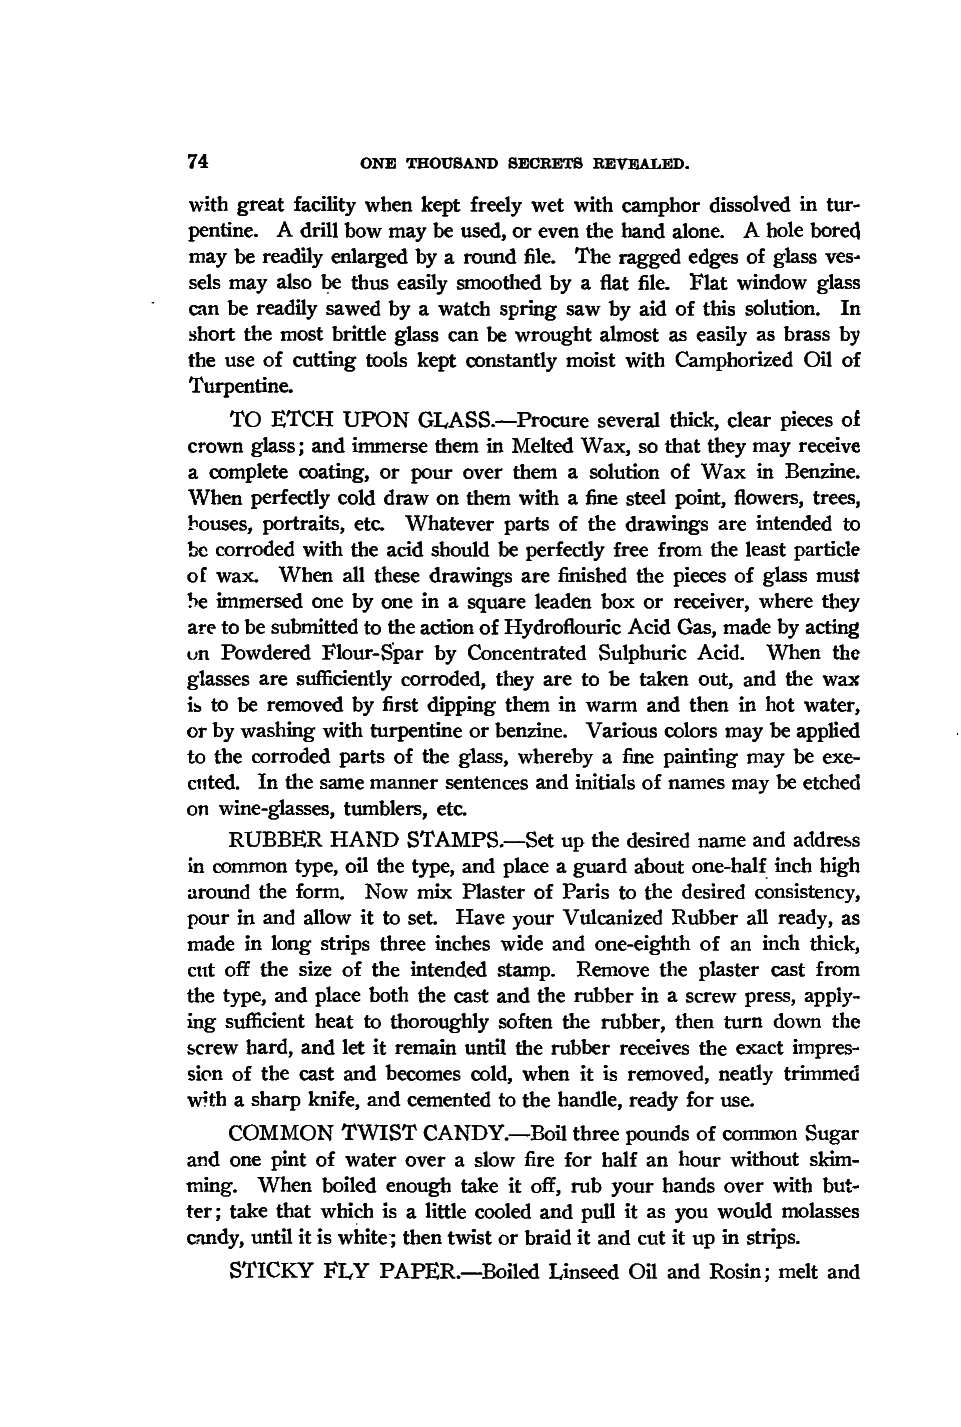 74 ONE THOUSAND SECRETS REVEALED.
with great facility when kept freely wet with camphor dissolved in tur-
pentine. A drill bow may be used, or even the hand alone. A hole bored
may be readily enlarged by a round file. The ragged edges of glass ves-
sels may also be thus easily smoothed by a flat file. Flat window glass
can be readily sawed by a watch spring saw by aid of this solution. In
short the most brittle glass can be wrought almost as easily as brass by
the use of cutting tools kept constantly moist with Camphorized Oil of
Turpentine.
TO ETCH UPON GLASS.—Procure several thick, clear pieces of
crown glass; and immerse them in Melted Wax, so that they may receive
a complete coating, or pour over them a solution of Wax in Benzine.
When perfectly cold draw on them with a fine steel point, flowers, trees,
houses, portraits, etc. Whatever parts of the drawings are intended to
be corroded with the acid should be perfectly free from the least particle
of wax. When all these drawings are finished the pieces of glass must
be immersed one by one in a square leaden box or receiver, where they
are to be submitted to the action of Hydroflouric Acid Gas, made by acting
on Powdered Flour-Spar by Concentrated Sulphuric Acid. When the
glasses are sufficiently corroded, they are to be taken out, and the wax
is to be removed by first dipping them in warm and then in hot water,
or by washing with turpentine or benzine. Various colors may be applied
to the corroded parts of the glass, whereby a fine painting may be exe-
cuted. In the same manner sentences and initials of names may be etched
on wine-glasses, tumblers, etc.
RUBBER HAND STAMPS.—Set up the desired name and address
in common type, oil the type, and place a guard about one-half inch high
around the form. Now mix Plaster of Paris to the desired consistency,
pour in and allow it to set. Have your Vulcanized Rubber all ready, as
made in long strips three inches wide and one-eighth of an inch thick,
cut off the size of the intended stamp. Remove the plaster cast from
the type, and place both the cast and the rubber in a screw press, apply-
ing sufficient heat to thoroughly soften the rubber, then turn down the
screw hard, and let it remain until the rubber receives the exact impres-
sion of the cast and becomes cold, when it is removed, neatly trimmed
with a sharp knife, and cemented to the handle, ready for use.
COMMON TWIST CANDY.—Boil three pounds of common Sugar
and one pint of water over a slow fire for half an hour without skim-
ming. When boiled enough take it off, rub your hands over with but-
ter; take that which is a little cooled and pull it as you would molasses
candy, until it is white; then twist or braid it and cut it up in strips.
STICKY FLY PAPER.—Boiled Linseed Oil and Rosin; melt and